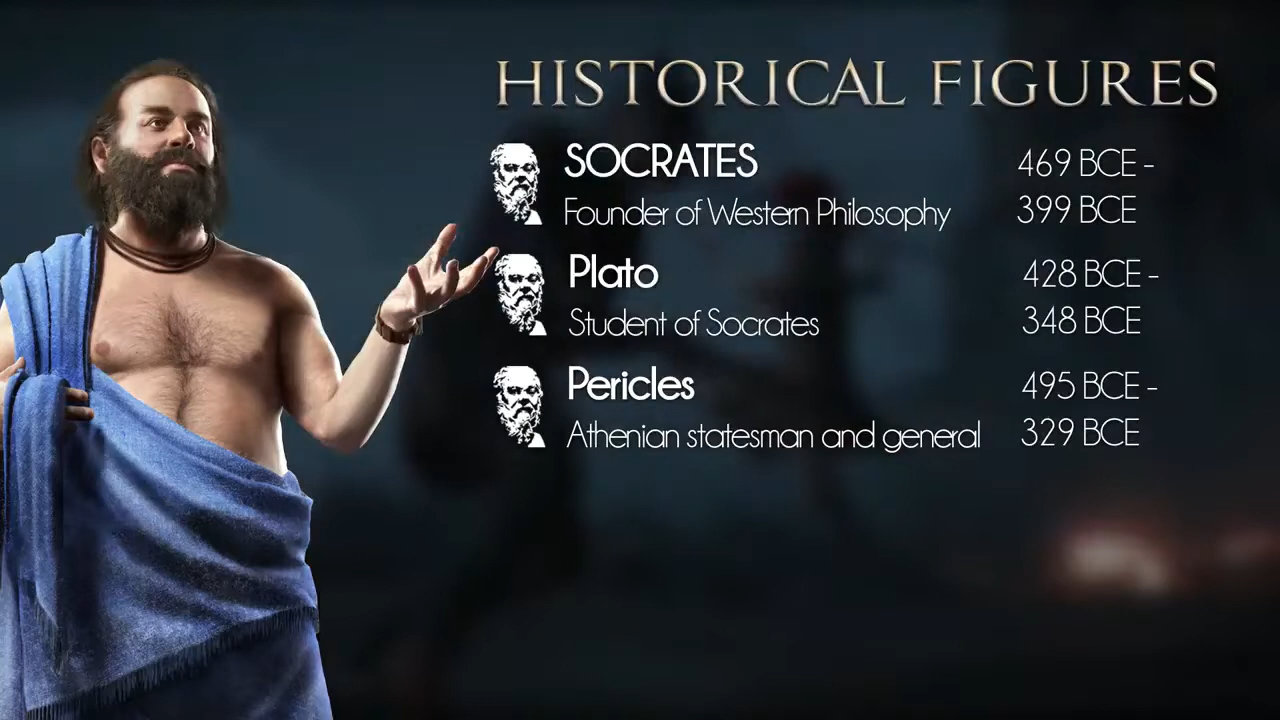 HISTORICAL FIGURES
SOCRATES
Founder of Western Philosophy
469 BCE -
399 BCE
Plato
Student of Socrates
428 BCE -
348 BCE
Pericles
Athenian statesman and general
495 BCE -
329 BCE